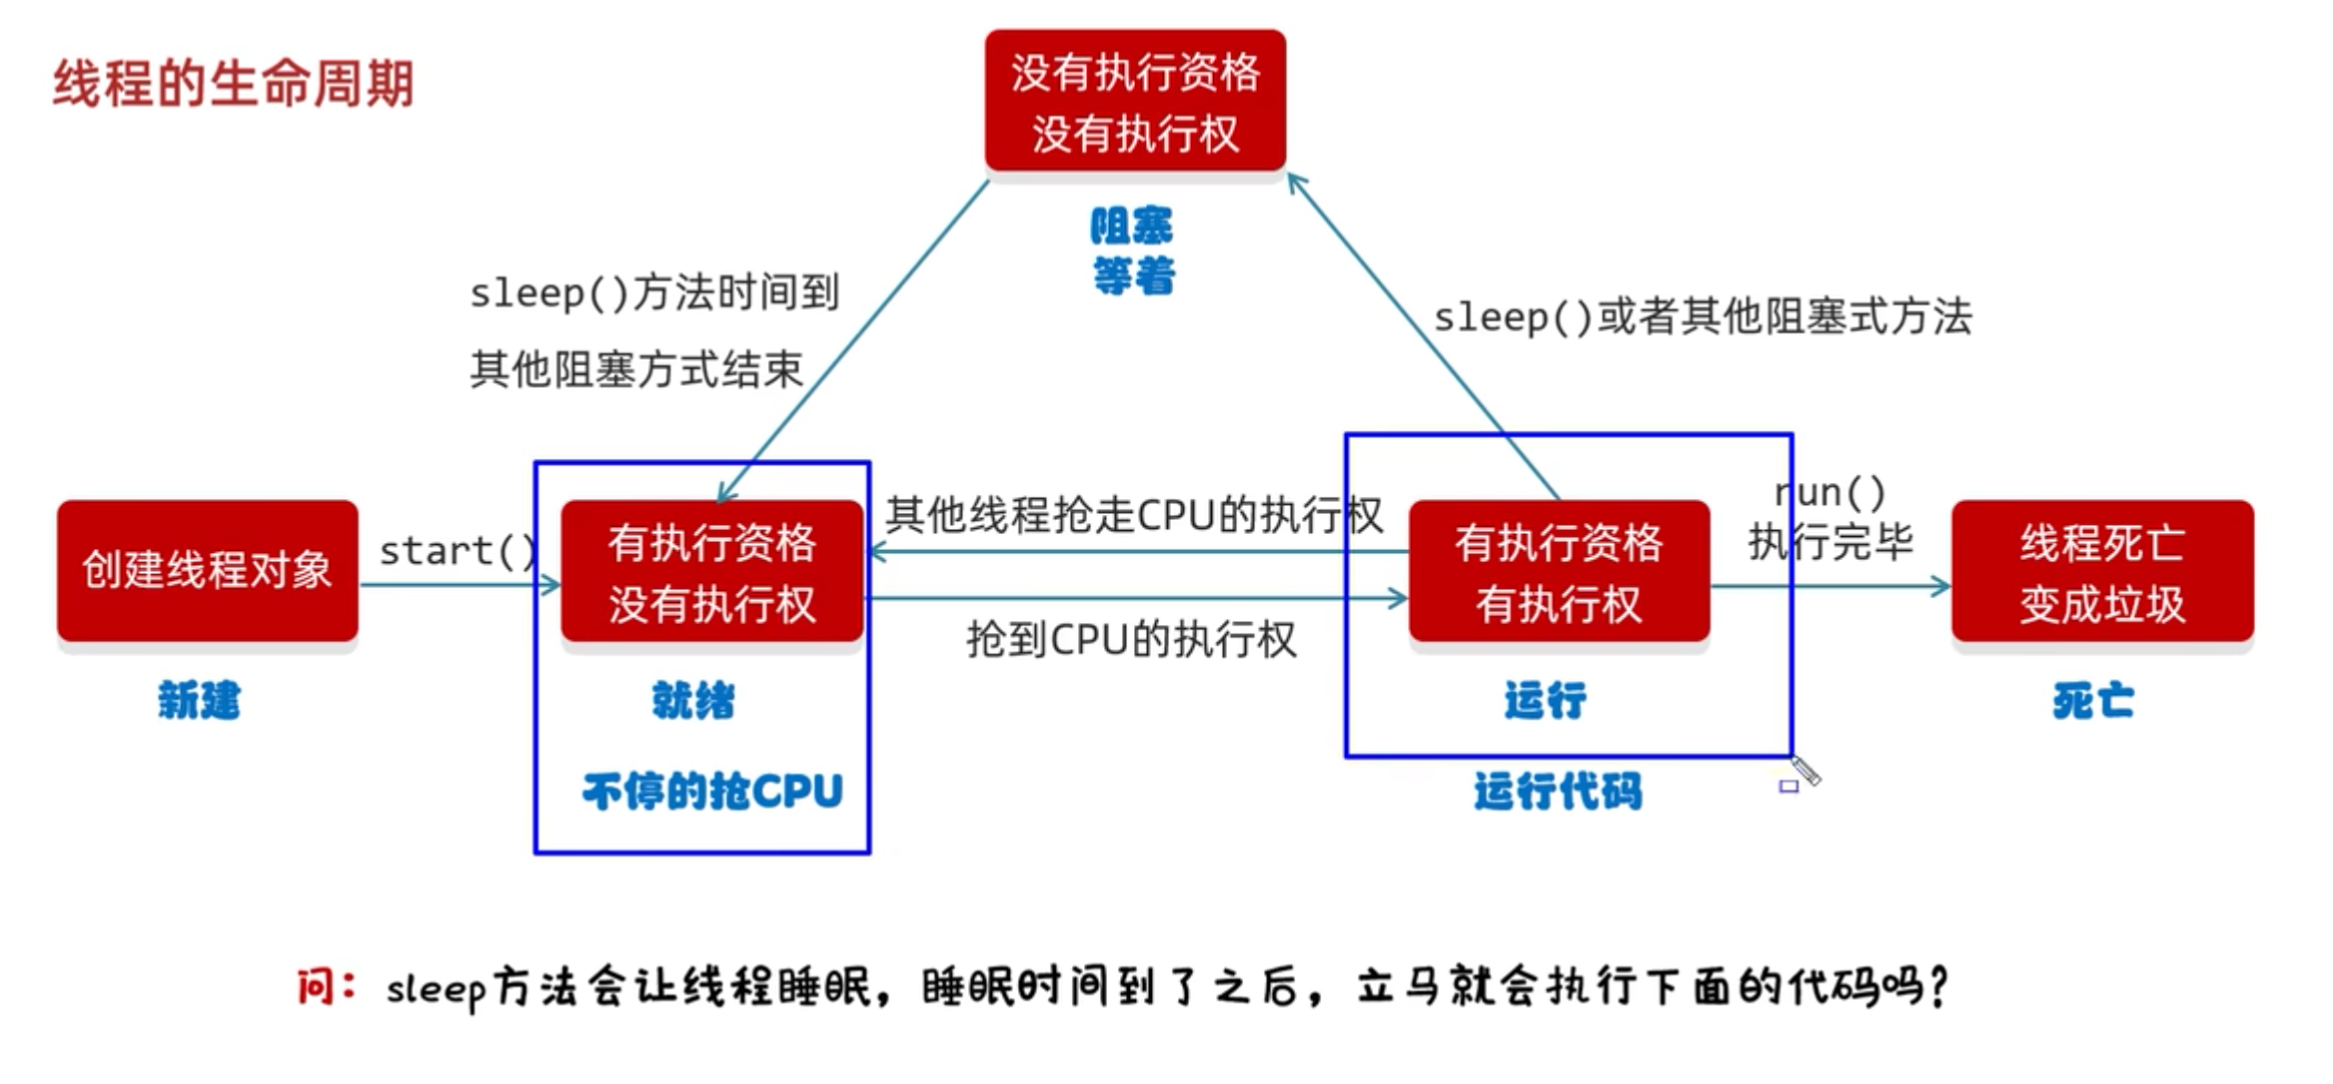 线程的生命周期
没有执行资格
没有执行权
阻塞
等着
sleep()方法时间到
其他阻塞方式结束
sleep()或者其他阻塞式方法
创建线程对象
新建
start()
有执行资格
没有执行权
就绪
不停的抢CPU
其他线程抢走CPU的执行权
抢到CPU的执行权
有执行资格
有执行权
运行
运行代码
run()
执行完毕
线程死亡
变成垃圾
死亡
问：sleep方法会让线程睡眠，睡眠时间到了之后，立马就会执行下面的代码吗？